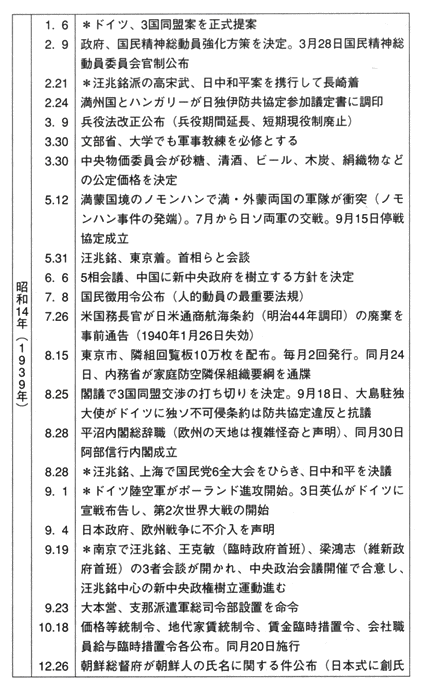 昭和14年（1939年）
1. 6 ＊ドイツ、3国同盟案を正式提案
2. 9 政府、国民精神総動員強化方策を決定。3月28日国民精神総
動員委員会官制公布
2.21 ＊汪兆銘派の高宋武、日中和平案を携行して長崎着
2.24 満州国とハンガリーが日独伊防共協定参加議定書に調印
3. 9 兵役法改正公布（兵役期間延長、短期現役制廃止）
3.30 文部省、大学でも軍事教練を必修とする
3.30 中央物価委員会が砂糖、清酒、ビール、木炭、絹織物など
の公定価格を決定
5.12 満蒙国境のノモンハンで満・外蒙両国の軍隊が衝突（ノモ
ンハン事件の発端）。7月から日ソ両軍の交戦。9月15日停戦
協定成立
5.31 汪兆銘、東京着。首相らと会談
6. 6 5相会議、中国に新中央政府を樹立する方針を決定
7. 8 国民徴用令公布（人的動員の最重要法規）
7.26 米国務長官が日米通商航海条約（明治44年調印）の廃棄を
事前通告（1940年1月26日失効）
8.15 東京市、隣組回覧板10万枚を配布。毎月2回発行。同月24
日、内務省が家庭防空隣保組織要綱を通牒
8.25 閣議で3国同盟交渉の打ち切りを決定。9月18日、大島駐独
大使がドイツに独ソ不可侵条約は防共協定違反と抗議
8.28 平沼内閣総辞職（欧州の天地は複雑怪奇と声明）、同月30日
阿部信行内閣成立
8.28 ＊汪兆銘、上海で国民党6全大会をひらき、日中和平を決議
9. 1 ＊ドイツ陸空軍がポーランド進攻開始。3日英仏がドイツに
宣戦布告し、第2次世界大戦の開始
9. 4 日本政府、欧州戦争に不介入を声明
9.19 ＊南京で汪兆銘、王克敏（臨時政府首班）、梁鴻志（維新政
府首班）の3者会談が開かれ、中央政治会議開催で合意し、
汪兆銘中心の新中央政権樹立運動進む
9.23 大本営、支那派遣軍総司令部設置を命令
10.18 価格等統制令、地代家賃統制令、賃金臨時措置令、会社職
員給与臨時措置令各公布。同月20日施行
12.26 朝鮮総督府が朝鮮人の氏名に関する件公布（日本式に創氏